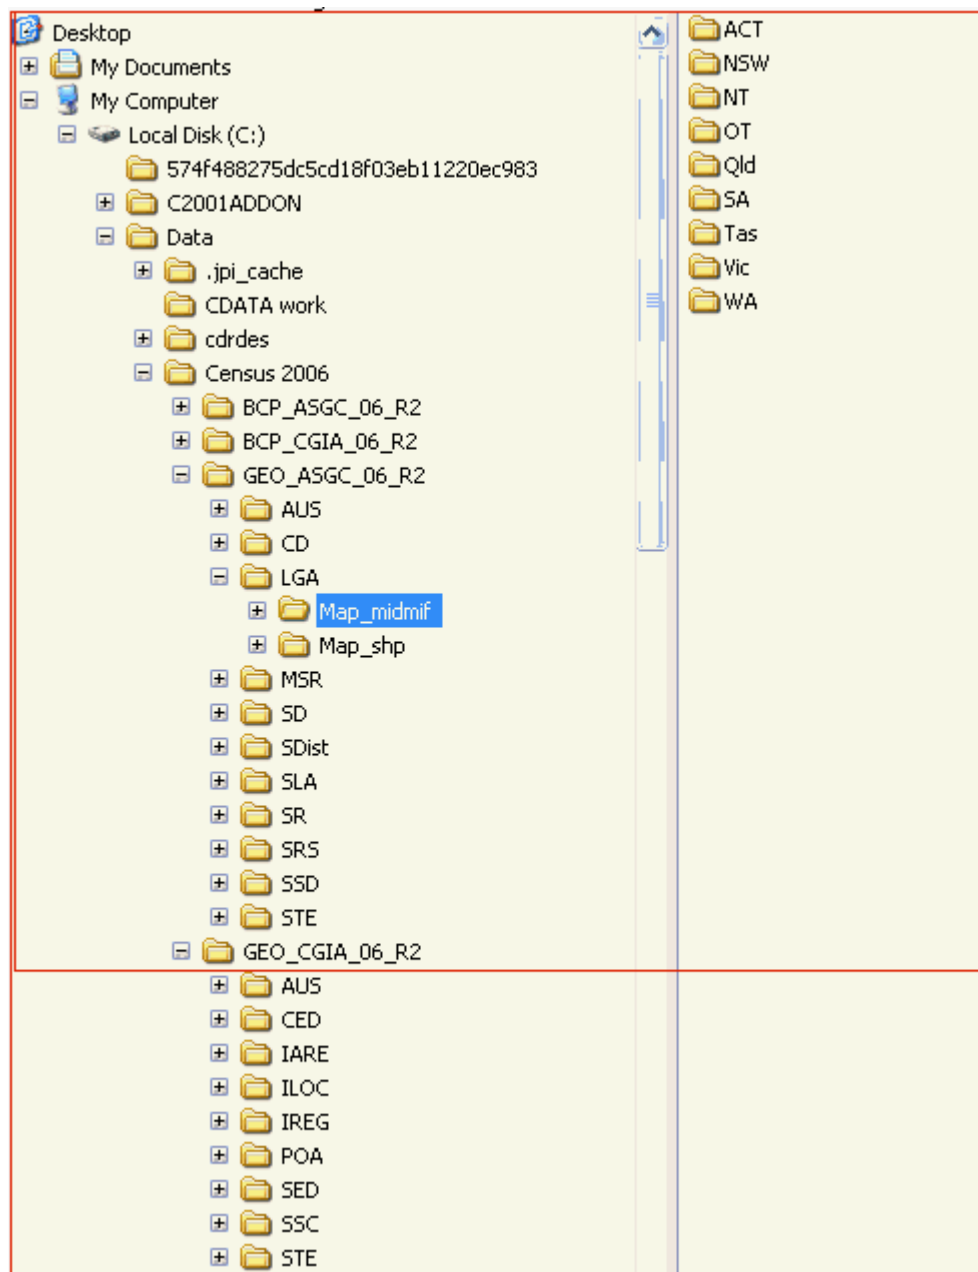 Desktop
My Documents
My Computer
Local Disk (C:)
574f488275dc5cd18f03eb11220ec983
C2001ADDON
Data
.jpi_cache
CDATA work
cdrdes
Census 2006
BCP_ASGC_06_R2
BCP_CGIA_06_R2
GEO_ASGC_06_R2
AUS
CD
LGA
Map_midmif
Map_shp
MSR
SD
SDist
SLA
SR
SRS
SSD
STE
GEO_CGIA_06_R2
AUS
CED
IARE
ILOC
IREG
POA
SED
SSC
STE
ACT
NSW
NT
OT
Qld
SA
Tas
Vic
WA